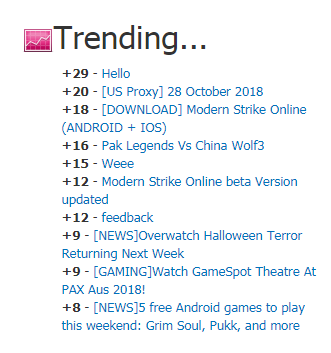 Trending...
+29 - Hello
+20 - [US Proxy] 28 October 2018
+18 - [DOWNLOAD] Modern Strike Online
(ANDROID + IOS)
+16 - Pak Legends Vs China Wolf3
+15 - Weee
+12 - Modern Strike Online beta Version
updated
+12 - feedback
+9 - [NEWS]Overwatch Halloween Terror
Returning Next Week
+9 - [GAMING]Watch GameSpot Theatre At
PAX Aus 2018!
+8 - [NEWS]5 free Android games to play
this weekend: Grim Soul, Pukk, and more